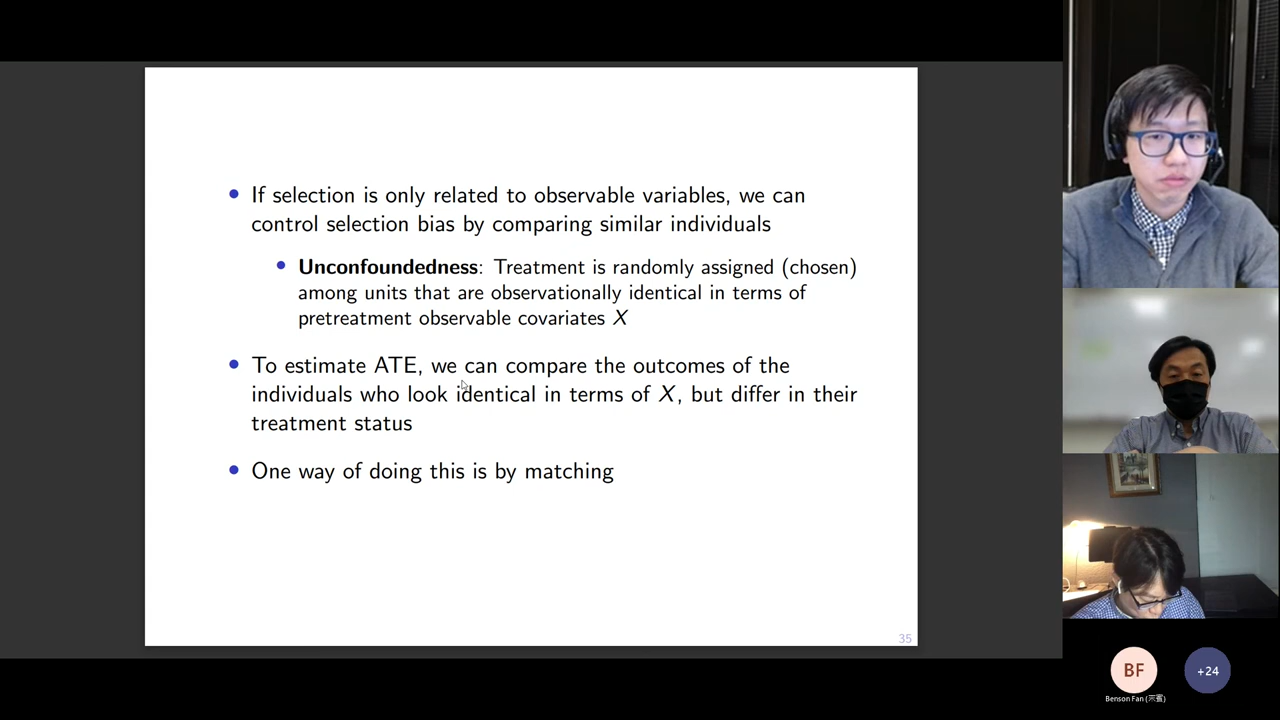 If selection is only related to observable variables, we can
control selection bias by comparing similar individuals
Unconfoundedness: Treatment is randomly assigned (chosen)
among units that are observationally identical in terms of
pretreatment observable covariates X
To estimate ATE, we can compare the outcomes of the
individuals who look identical in terms of X, but differ in their
treatment status
One way of doing this is by matching
35
BF
+24
Benson Fan